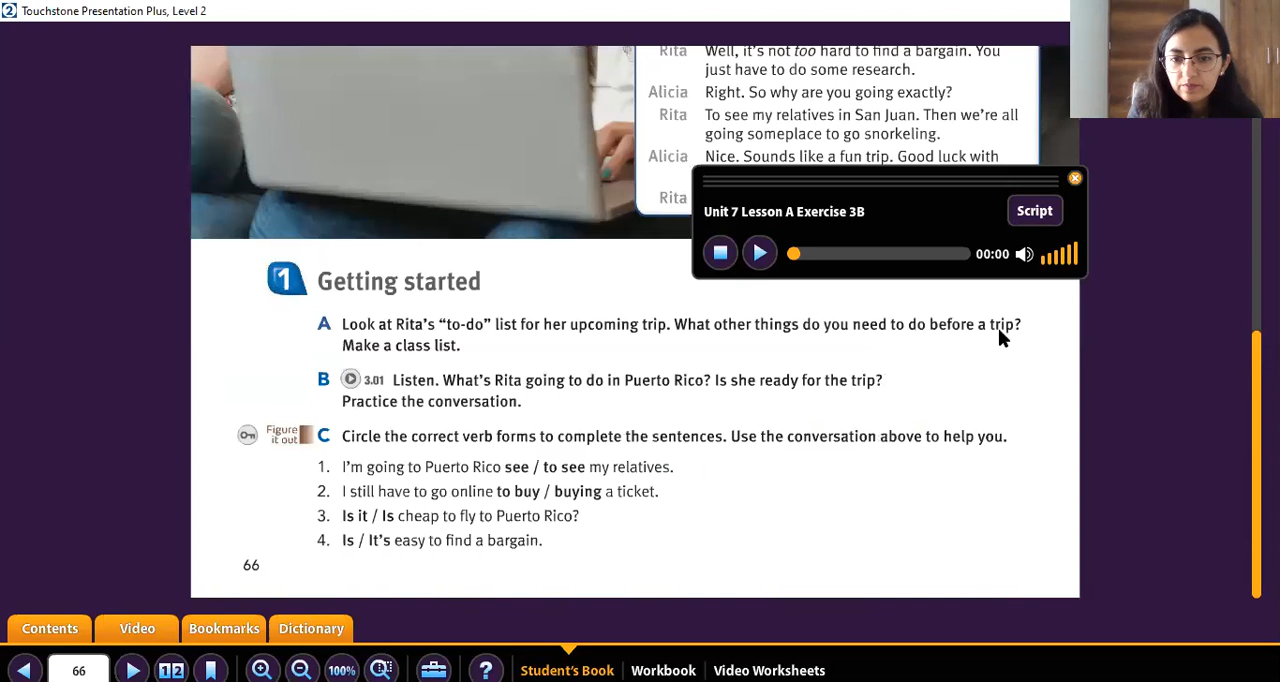 Touchstone Presentation Plus, Level 2
Rita Well, it's not too hard to find a bargain. You
just have to do some research.
Alicia Right. So why are you going exactly?
Rita To see my relatives in San Juan. Then we're all
going someplace to go snorkeling.
Alicia Nice. Sounds like a fun trip. Good luck with
Rita
Unit 7 Lesson A Exercise 3B
Script
00:00
1 Getting started
A Look at Rita's "to-do" list for her upcoming trip. What other things do you need to do before a trip?
Make a class list.
B 3.01 Listen. What's Rita going to do in Puerto Rico? Is she ready for the trip?
Practice the conversation.
Figure
it out
C Circle the correct verb forms to complete the sentences. Use the conversation above to help you.
1. I'm going to Puerto Rico see / to see my relatives.
2. I still have to go online to buy / buying a ticket.
3. Is it / Is cheap to fly to Puerto Rico?
4. Is / It's easy to find a bargain.
66
Contents Video Bookmarks Dictionary
66 1 2 100% ? Student's Book Workbook Video Worksheets